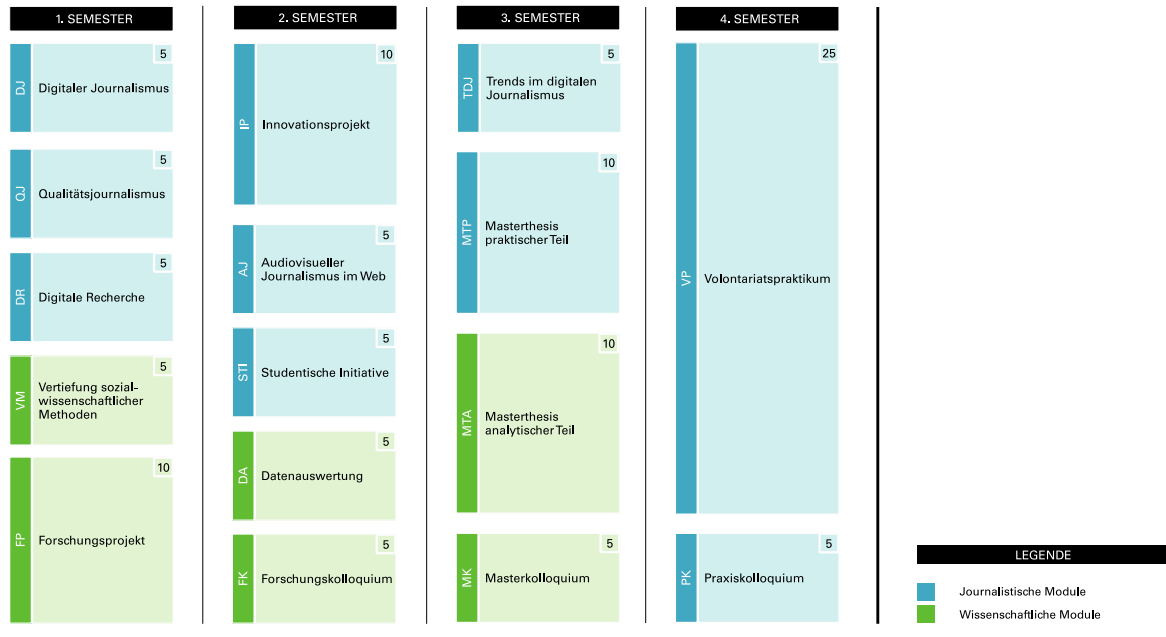 1. SEMESTER
5
DJ
Digitaler Journalismus
5
QJ
Qualitätsjournalismus
5
DR
Digitale Recherche
5
VM
Vertiefung sozial-
wissenschaftlicher
Methoden
10
FP
Forschungsprojekt
2. SEMESTER
10
IP
Innovationsprojekt
5
AJ
Audiovisueller
Journalismus im Web
5
STI
Studentische Initiative
5
DA
Datenauswertung
5
FK
Forschungskolloquium
3. SEMESTER
5
TDJ
Trends im digitalen
Journalismus
10
MTP
Masterthesis
praktischer Teil
10
MTA
Masterthesis
analytischer Teil
5
MK
Masterkolloquium
4. SEMESTER
25
VP
Volontariatspraktikum
5
PK
Praxiskolloquium
LEGENDE
Journalistische Module
Wissenschaftliche Module